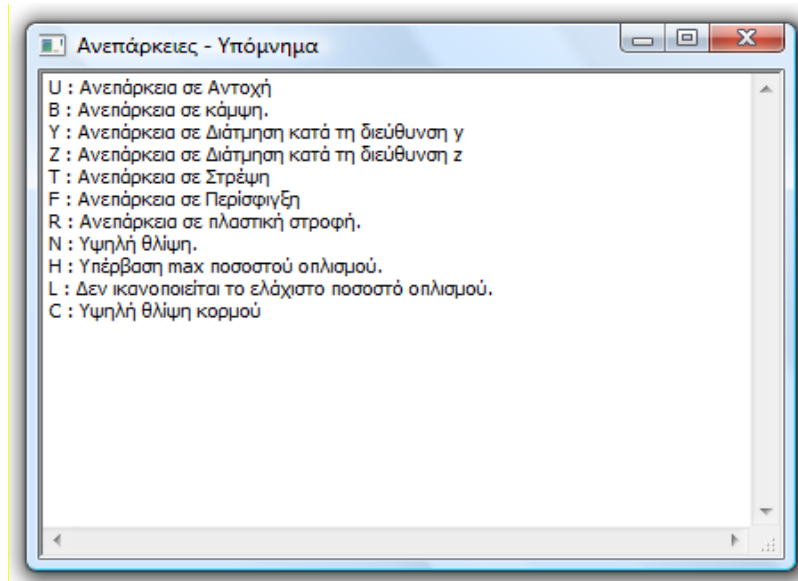 Ανεπάρκειες - Υπόμνημα
U : Ανεπάρκεια σε Αντοχή
B : Ανεπάρκεια σε κάμψη.
Y : Ανεπάρκεια σε Διάτμηση κατά τη διεύθυνση y
Z : Ανεπάρκεια σε Διάτμηση κατά τη διεύθυνση z
T : Ανεπάρκεια σε Στρέψη
F : Ανεπάρκεια σε Περίσφιγξη
R : Ανεπάρκεια σε πλαστική στροφή.
N : Υψηλή θλίψη.
H : Υπέρβαση max ποσοστού οπλισμού.
L : Δεν ικανοποιείται το ελάχιστο ποσοστό οπλισμού.
C : Υψηλή θλίψη κορμού